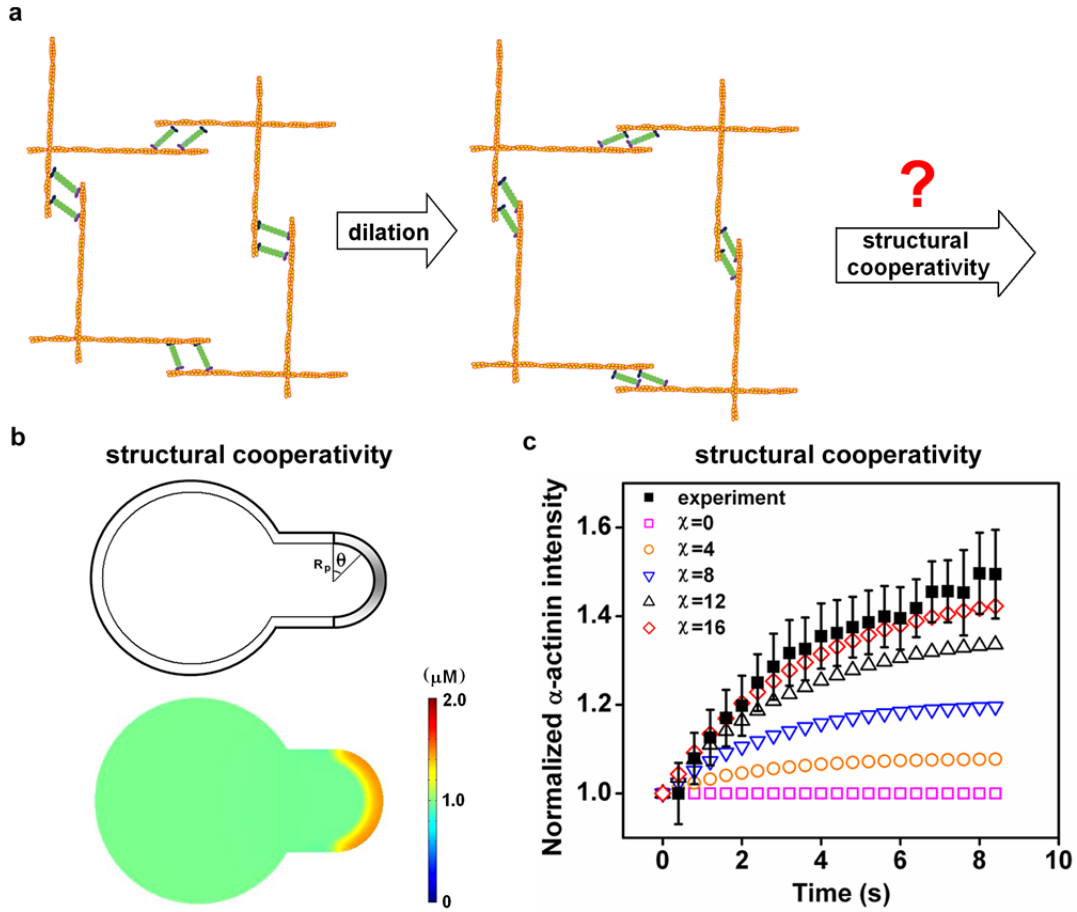 a
dilation
?
structural
cooperativity
b
structural cooperativity
Rp
θ
(μM)
2.0
1.0
0
c
structural cooperativity
Normalized α-actinin intensity
1.6
1.4
1.2
1.0
experiment
χ=0
χ=4
χ=8
χ=12
χ=16
0 2 4 6 8 10
Time (s)